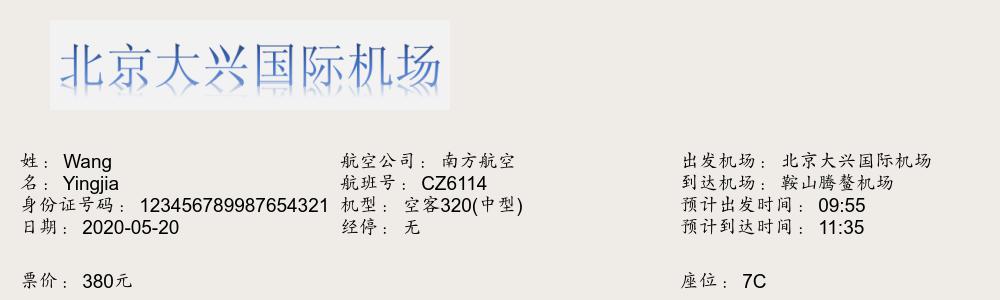 北京大兴国际机场
姓：Wang 航空公司：南方航空 出发机场：北京大兴国际机场
名：Yingjia 航班号：CZ6114 到达机场：鞍山腾鳌机场
身份证号码：123456789987654321 机型：空客320(中型) 预计出发时间：09:55
日期：2020-05-20 经停：无 预计到达时间：11:35
票价：380元 座位：7C